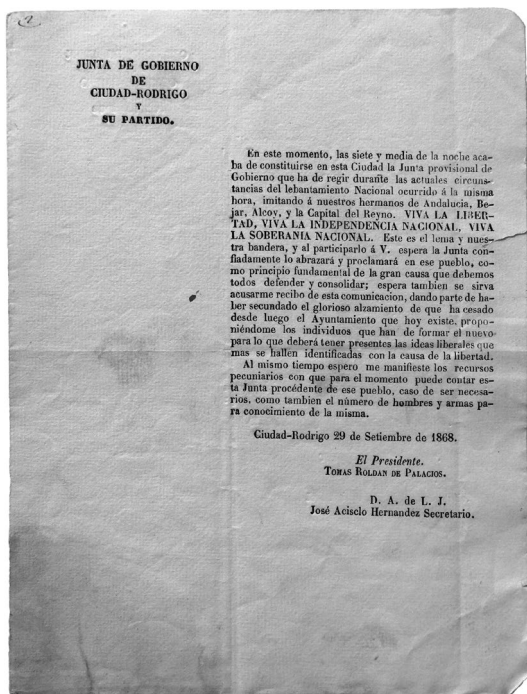 2
JUNTA DE GOBIERNO
DE
CIUDAD-RODRIGO
Y
SU PARTIDO.
En este momento, las siete y media de la noche aca-
ba de constituirse en esta Ciudad la Junta provisional de
Gobierno que ha de regir durante las actuales circuns-
tancias del lebantamiento Nacional ocurrido á la misma
hora, imitando á nuestros hermanos de Andalucia, Be-
jar, Alcoy, y la Capital del Reyno. VIVA LA LIBER-
TAD, VIVA LA INDEPENDENCIA NACIONAL, VIVA
LA SOBERANIA NACIONAL. Este es el lema y nues-
tra bandera, y al participarlo á V. espera la Junta con-
fiadamente lo abrazará y proclamará en ese pueblo, co-
mo principio fundamental de la gran causa que debemos
todos defender y consolidar; espera tambien se sirva
acusarme recibo de esta comunicacion, dando parte de ha-
ber secundado el glorioso alzamiento de que ha cesado
desde luego el Ayuntamiento que hoy existe, propo-
niéndome los individuos que han de formar el nuevo
para lo que deberá tener presentes las ideas liberales que
mas se hallen identificadas con la causa de la libertad.
Al mismo tiempo espero me manifieste los recursos
pecuniarios con que para el momento puede contar es-
ta Junta procédente de ese pueblo, caso de ser necesa-
rios, como tambien el número de hombres y armas pa-
ra conocimiento de la misma.
Ciudad-Rodrigo 29 de Setiembre de 1868.
El Presidente.
TOMAS ROLDAN DE PALACIOS.
D. A. de L. J.
José Acisclo Hernandez Secretario.